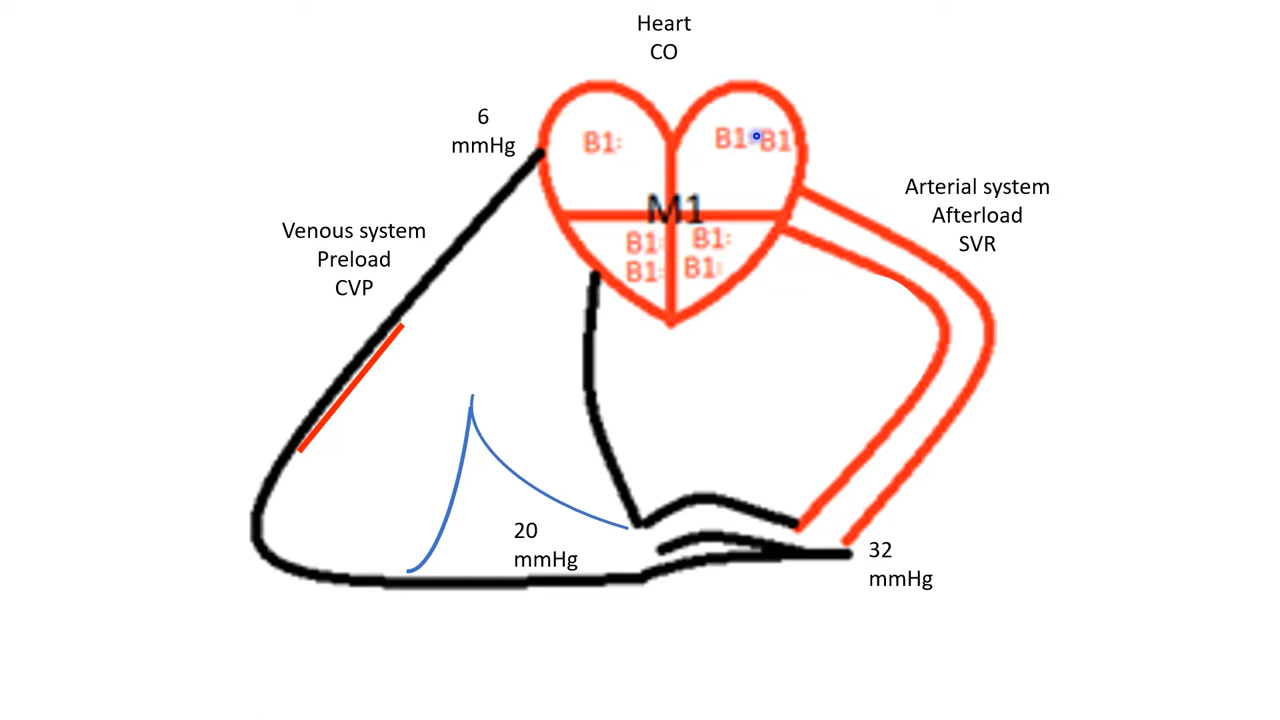 Heart
CO
6
mmHg
B1:
B1:
B1
Arterial system
Afterload
SVR
M1
Venous system
Preload
CVP
B1:
B1:
B1:
B1:
20
mmHg
32
mmHg